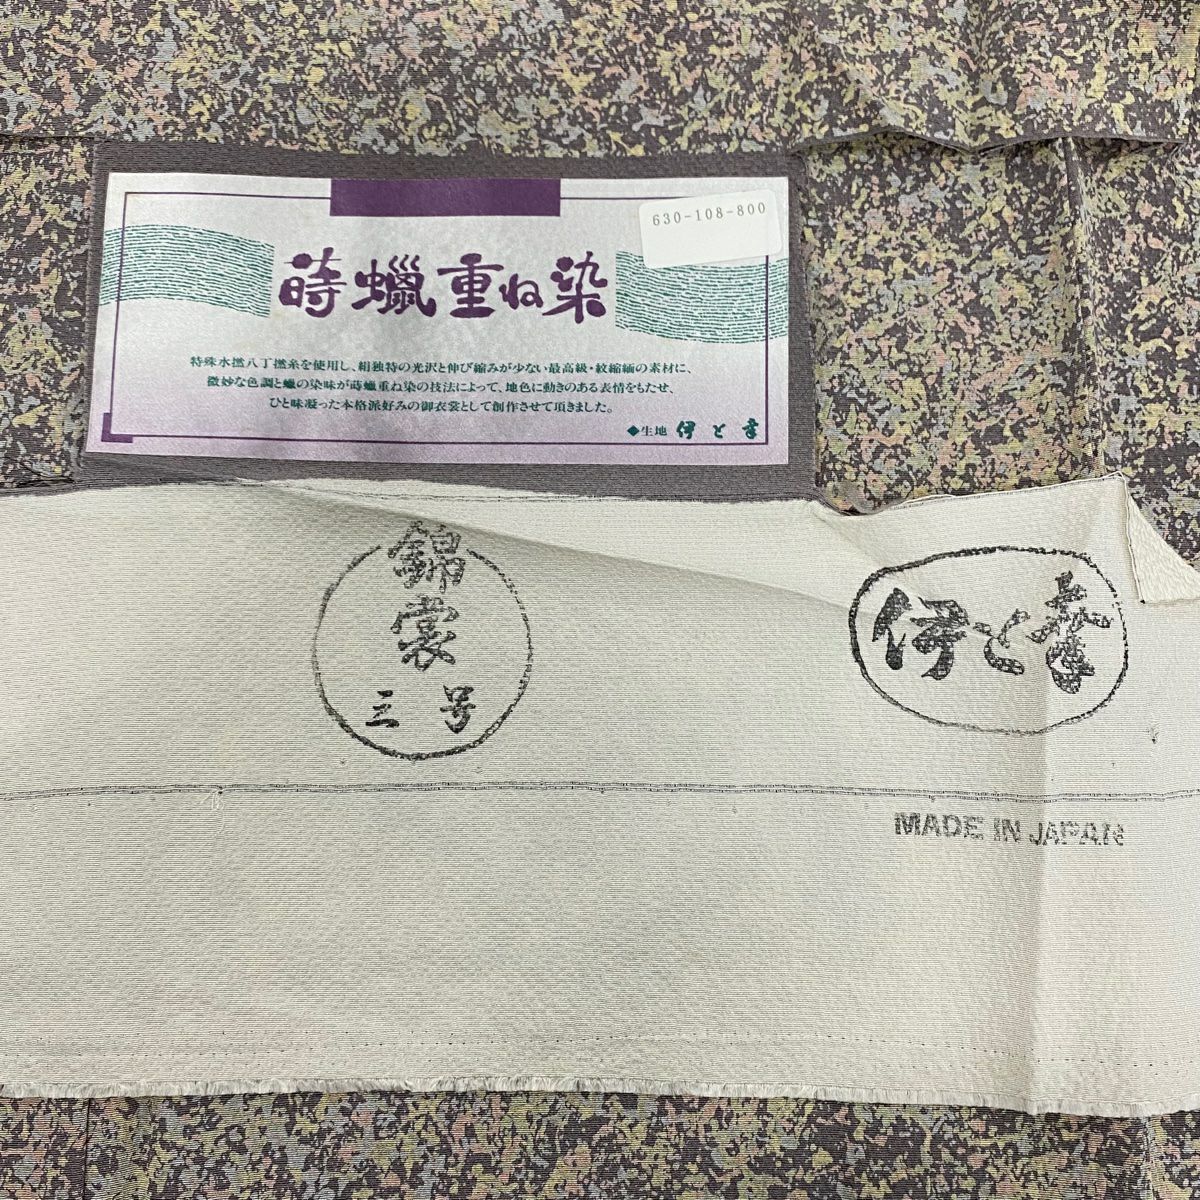 630-108-800
蒔蠟重ね染
特殊水撚八丁撚糸を使用し、絹独特の光沢と伸び縮みが少ない最高級・紋縮緬の素材に、
微妙な色調と蠟の染味が蒔蠟重ね染の技法によって、地色に動きのある表情をもたせ、
ひと味凝った本格派好みの御衣裳として創作させて頂きました。
◆生地 伊と幸
錦
裳
三号
伊と幸
MADE IN JAPAN